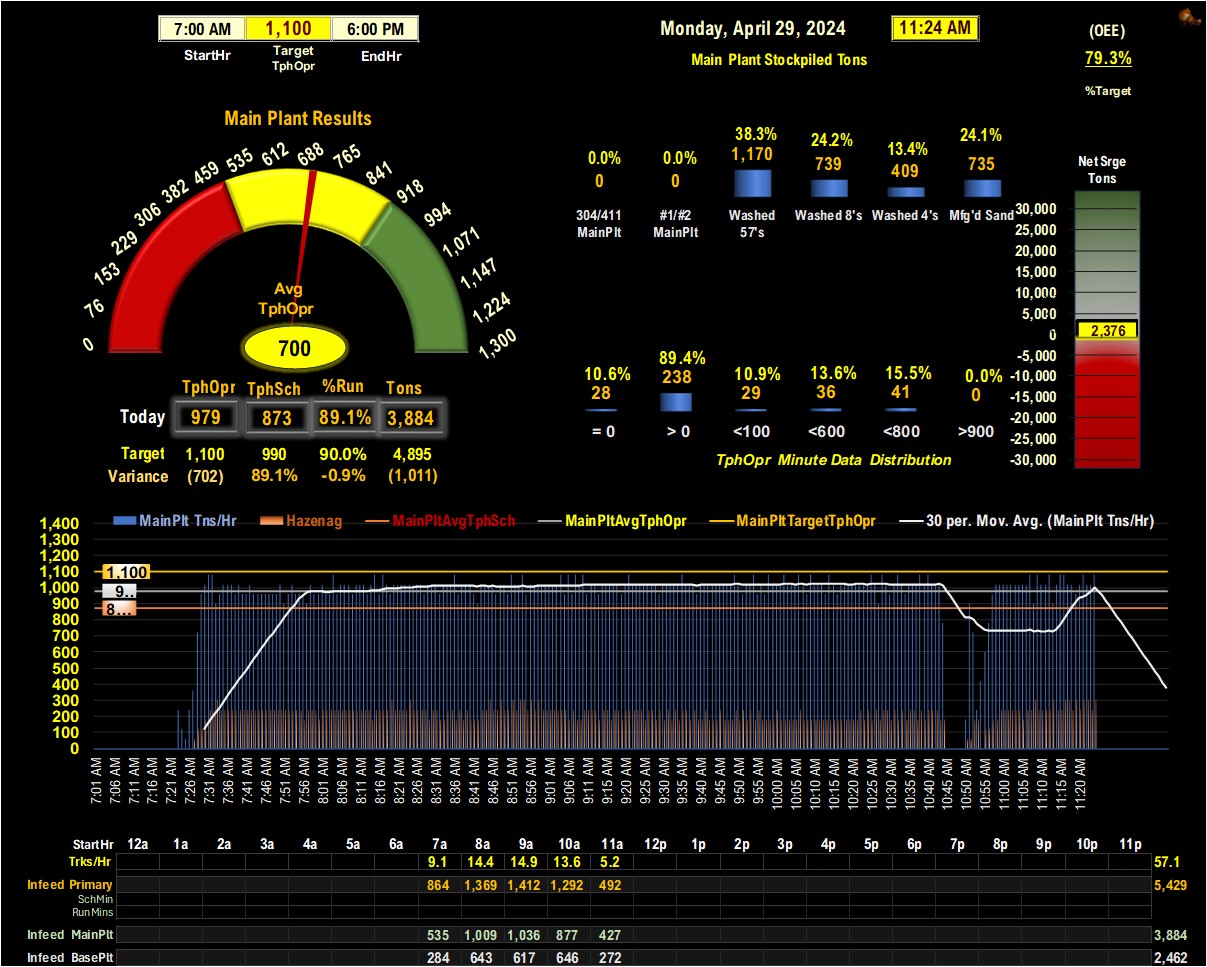 7:00 AM 1,100 6:00 PM
StartHr Target TphOpr EndHr
Monday, April 29, 2024 11:24 AM
Main Plant Stockpiled Tons
(OEE)
79.3%
%Target
Main Plant Results
0 76 153 229 306 382 459 535 612 688 765 841 918 994 1,071 1,147 1,224 1,300
Avg
TphOpr
700
TphOpr TphSch %Run Tons
Today 979 873 89.1% 3,884
Target 1,100 990 90.0% 4,895
Variance (702) 89.1% -0.9% (1,011)
0.0% 0.0% 38.3% 24.2% 13.4% 24.1%
0 0 1,170 739 409 735
304/411 #1/#2 Washed Washed 8's Washed 4's Mfg'd Sand
MainPlt MainPlt 57's
10.6% 89.4% 10.9% 13.6% 15.5% 0.0%
28 238 29 36 41 0
= 0 > 0 <100 <600 <800 >900
TphOpr Minute Data Distribution
Net Srge
Tons
30,000
25,000
20,000
15,000
10,000
5,000
0
2,376
-5,000
-10,000
-15,000
-20,000
-25,000
-30,000
MainPlt Tns/Hr Hazenag MainPltAvgTphSch MainPltAvgTphOpr MainPltTargetTphOpr 30 per. Mov. Avg. (MainPlt Tns/Hr)
1,400
1,300
1,200
1,100
1,000
900
800
700
600
500
400
300
200
100
0
1,100
9..
8...
7:01 AM 7:06 AM 7:11 AM 7:16 AM 7:21 AM 7:26 AM 7:31 AM 7:36 AM 7:41 AM 7:46 AM 7:51 AM 7:56 AM 8:01 AM 8:06 AM 8:11 AM 8:16 AM 8:21 AM 8:26 AM 8:31 AM 8:36 AM 8:41 AM 8:46 AM 8:51 AM 8:56 AM 9:01 AM 9:06 AM 9:11 AM 9:15 AM 9:20 AM 9:25 AM 9:30 AM 9:35 AM 9:40 AM 9:45 AM 9:50 AM 9:55 AM 10:00 AM 10:05 AM 10:10 AM 10:15 AM 10:20 AM 10:25 AM 10:30 AM 10:35 AM 10:40 AM 10:45 AM 10:50 AM 10:55 AM 11:00 AM 11:05 AM 11:10 AM 11:15 AM 11:20 AM
StartHr 12a 1a 2a 3a 4a 5a 6a 7a 8a 9a 10a 11a 12p 1p 2p 3p 4p 5p 6p 7p 8p 9p 10p 11p
Trks/Hr 9.1 14.4 14.9 13.6 5.2 57.1
Infeed Primary 864 1,369 1,412 1,292 492 5,429
SchMin
RunMins
Infeed MainPlt 535 1,009 1,036 877 427 3,884
Infeed BasePlt 284 643 617 646 272 2,462